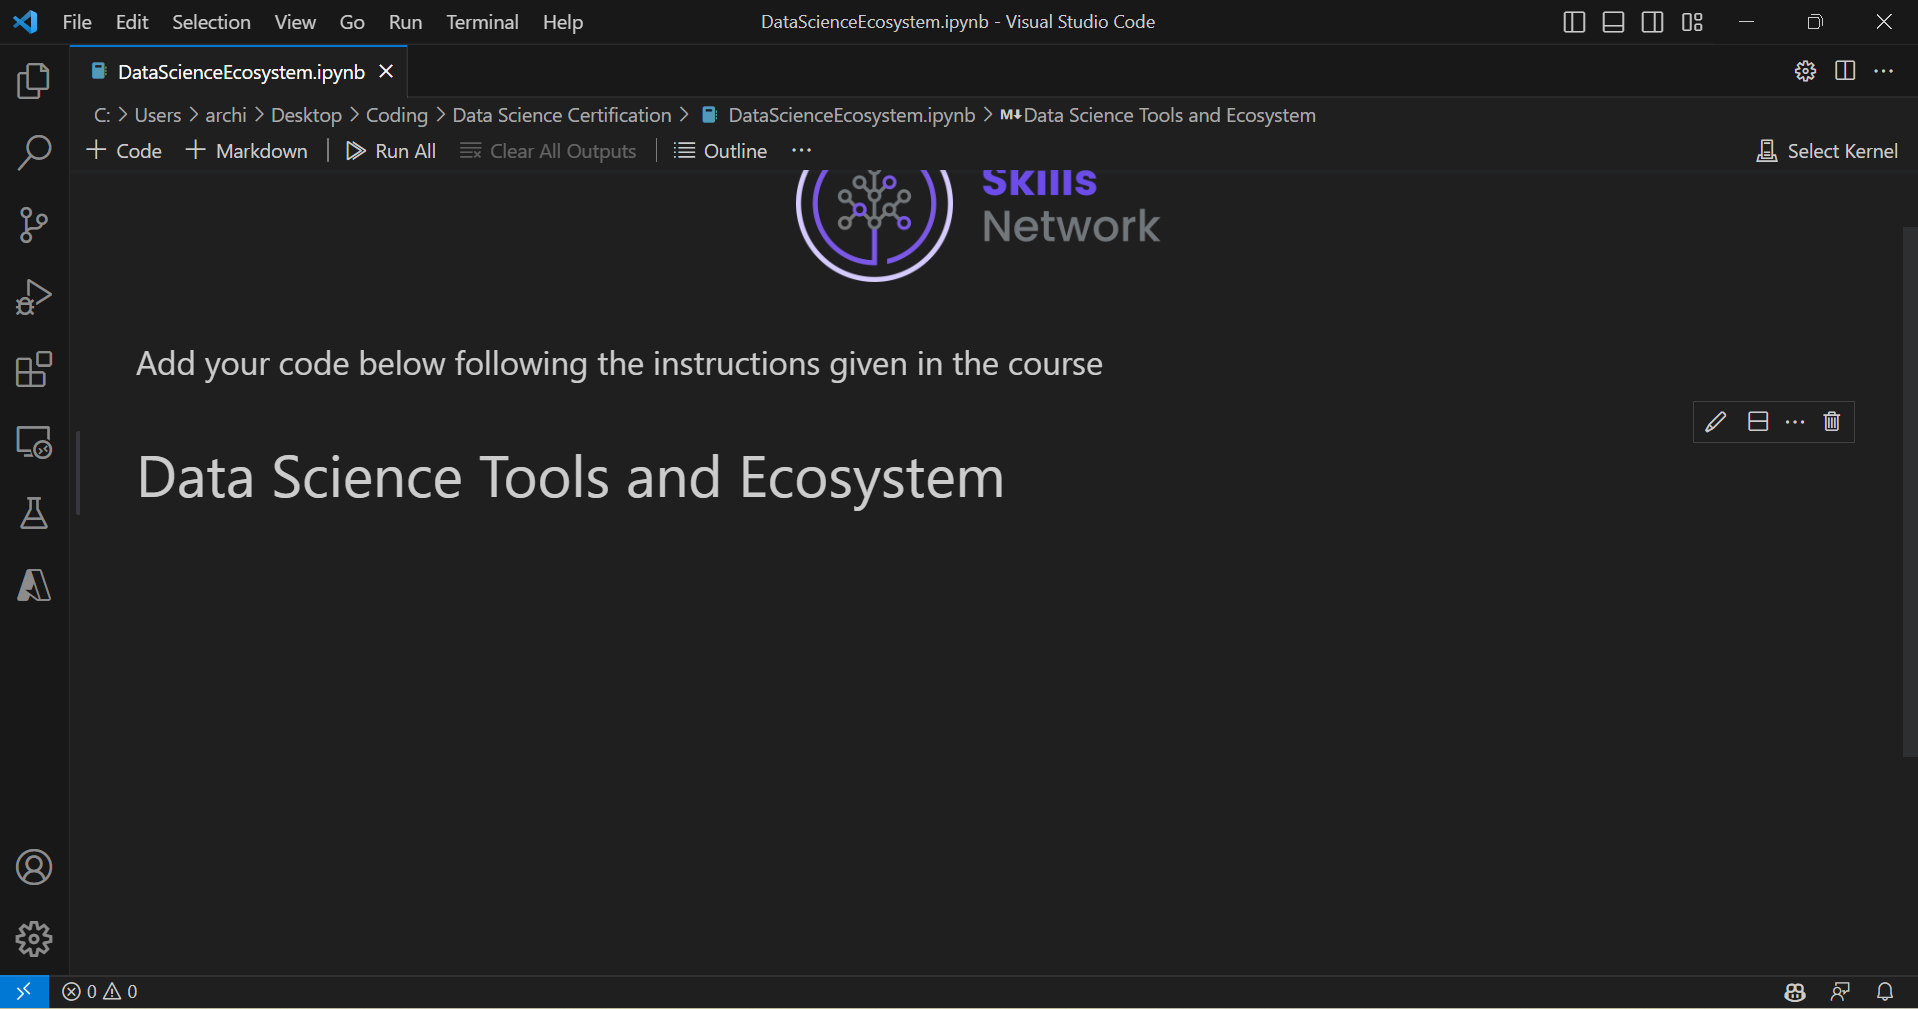 File Edit Selection View Go Run Terminal Help DataScienceEcosystem.ipynb - Visual Studio Code
DataScienceEcosystem.ipynb
C: > Users > archi > Desktop > Coding > Data Science Certification > DataScienceEcosystem.ipynb > M↓Data Science Tools and Ecosystem
+ Code + Markdown Run All Clear All Outputs Outline ... Select Kernel
Skills
Network
Add your code below following the instructions given in the course
Data Science Tools and Ecosystem
0 0